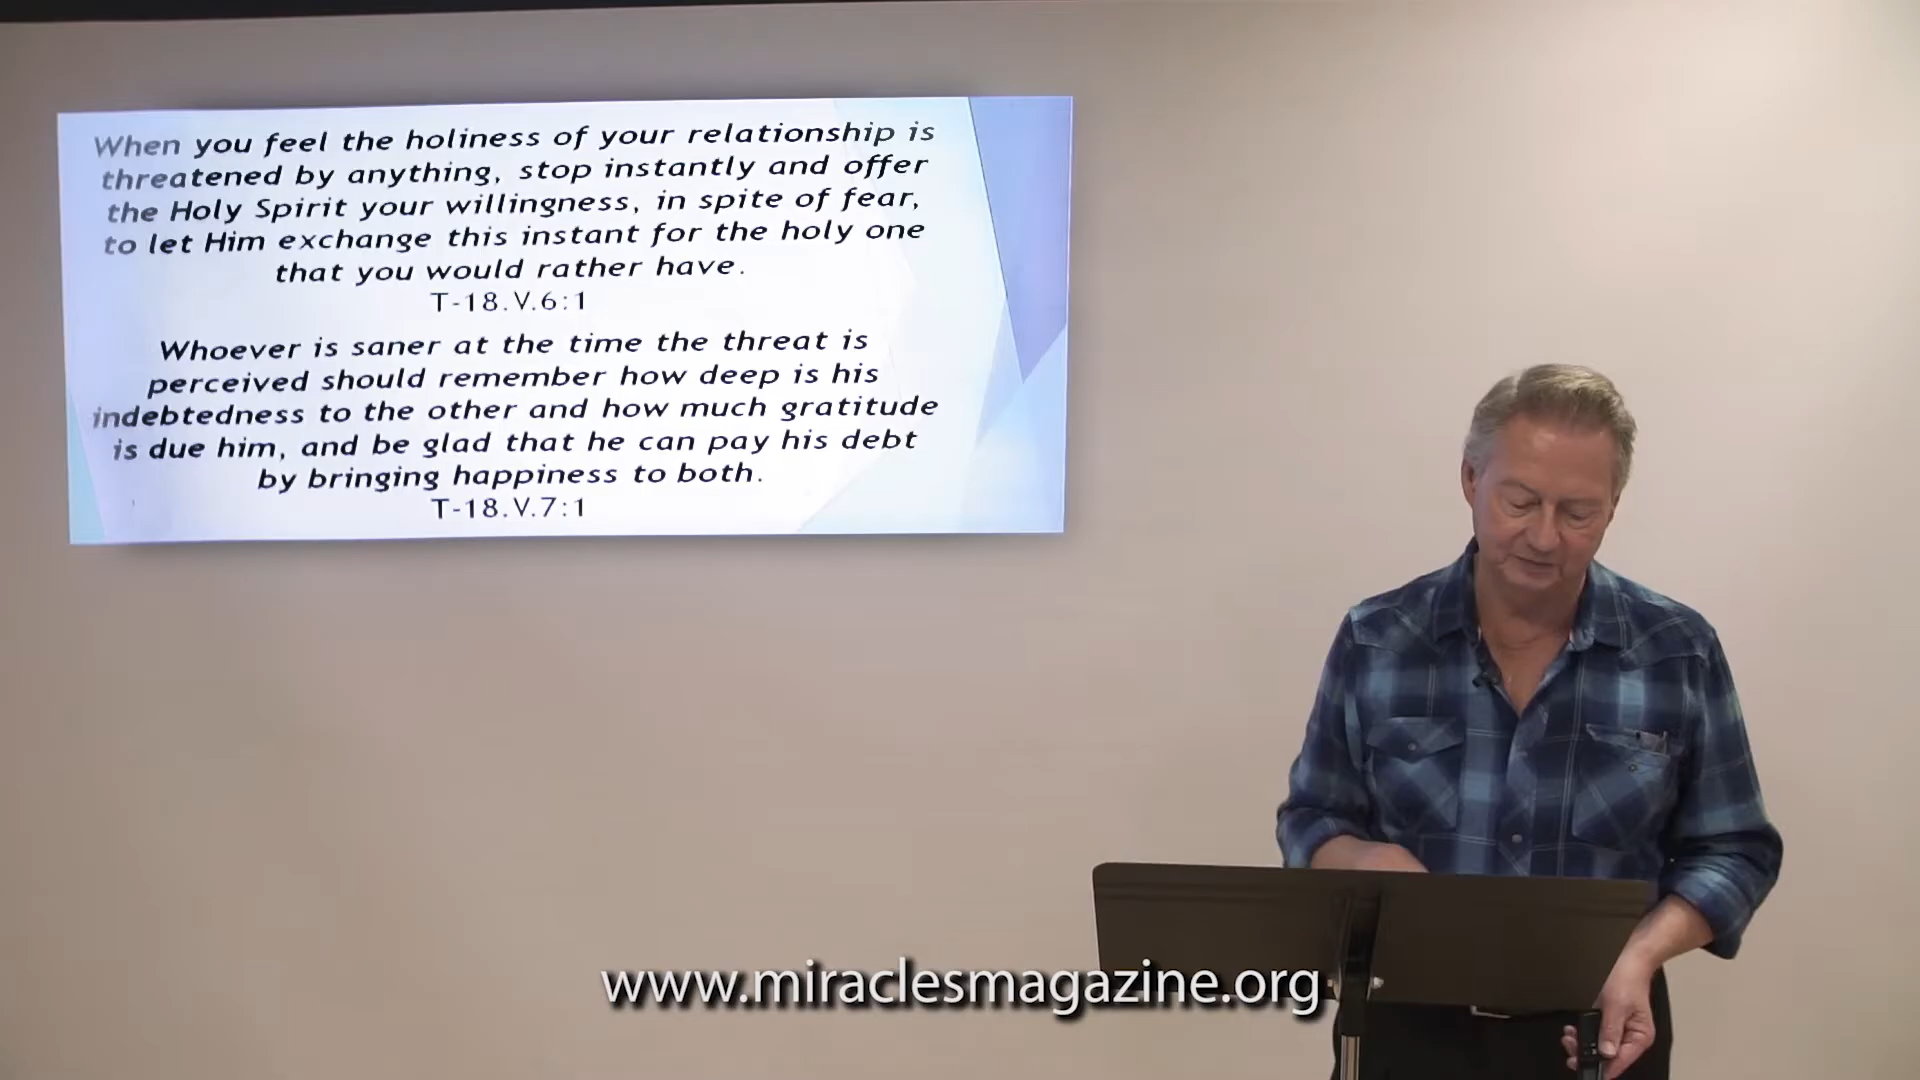 When you feel the holiness of your relationship is
threatened by anything, stop instantly and offer
the Holy Spirit your willingness, in spite of fear,
to let Him exchange this instant for the holy one
that you would rather have.
T-18.V.6:1
Whoever is saner at the time the threat is
perceived should remember how deep is his
indebtedness to the other and how much gratitude
is due him, and be glad that he can pay his debt
by bringing happiness to both.
T-18.V.7:1
www.miraclesmagazine.org